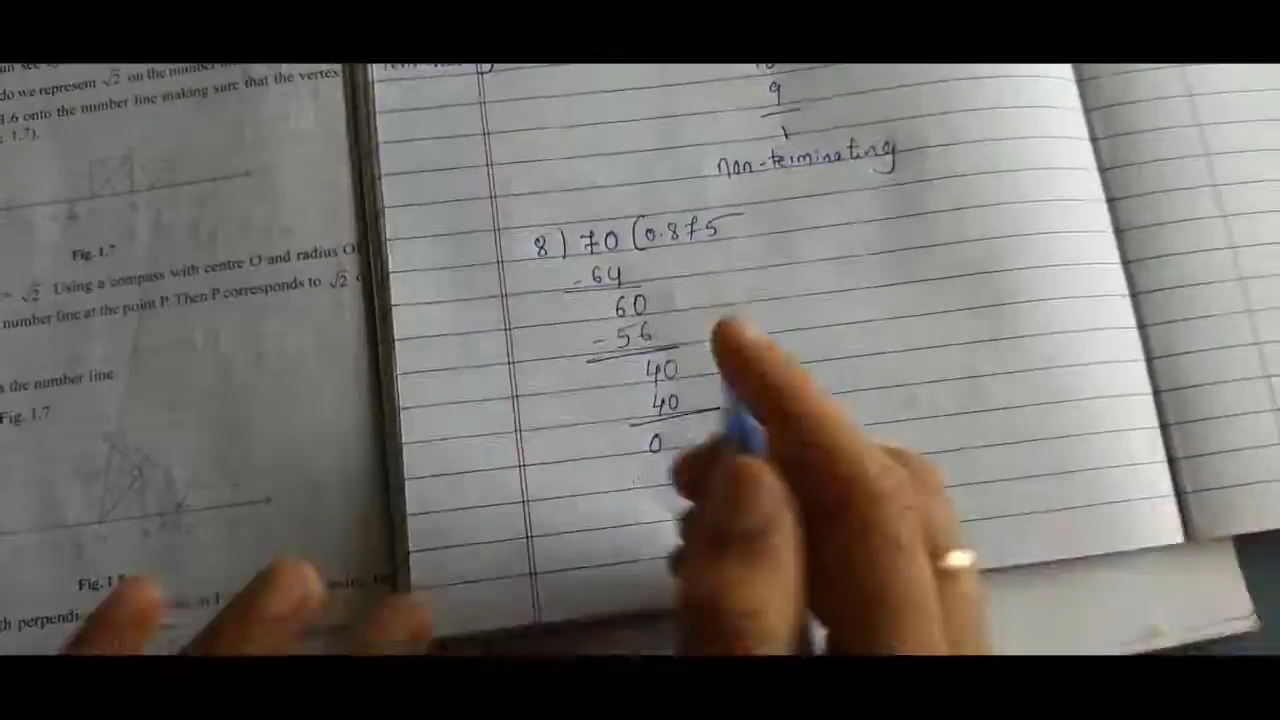 do we represent √2 on the number
1.6 onto the number line making sure that the vertex
1.7).
Fig. 1.7
= √2 Using a compass with centre O and radius O
number line at the point P. Then P corresponds to √2
the number line
Fig. 1.7
Fig. 1.
perpendi
9
1
non-terminating
8)70(0.875
-64
60
-56
40
40
0